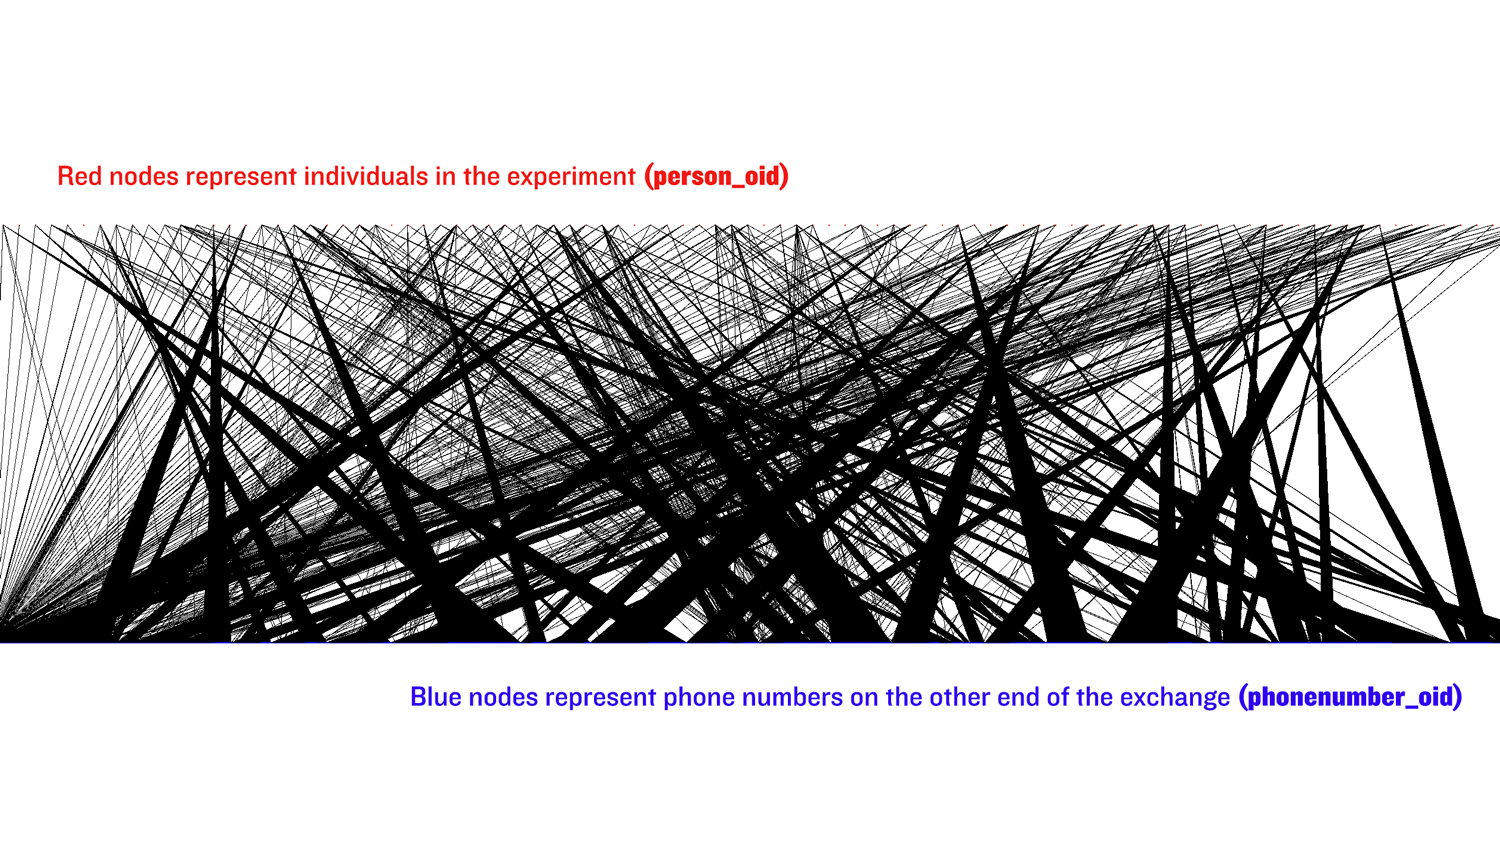 Red nodes represent individuals in the experiment (person_oid)
Blue nodes represent phone numbers on the other end of the exchange (phonenumber_oid)